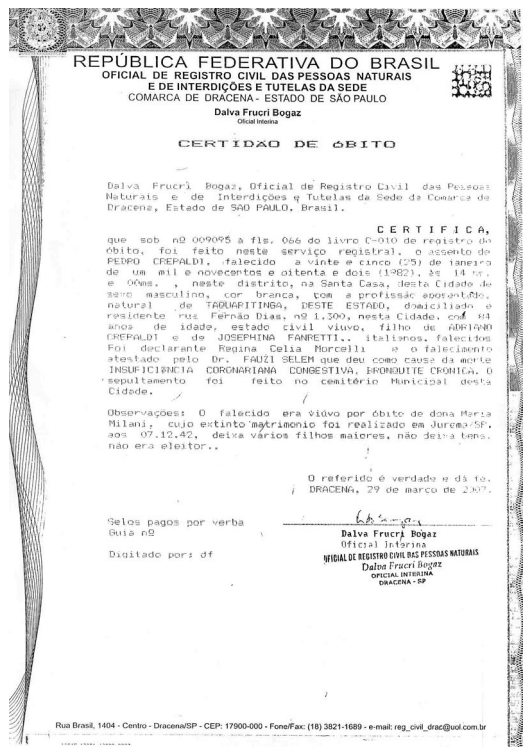 REPÚBLICA FEDERATIVA DO BRASIL
OFICIAL DE REGISTRO CIVIL DAS PESSOAS NATURAIS
E DE INTERDIÇÕES E TUTELAS DA SEDE
COMARCA DE DRACENA - ESTADO DE SÃO PAULO
Dalva Frucri Bogaz
Oficial Interina
CERTIDÃO DE ÓBITO
Dalva Frucri Bogaz, Oficial de Registro Civil das Pessoas
Naturais e de Interdições e Tutelas da Sede da Comarca de
Dracena, Estado de SAO PAULO, Brasil.
CERTIFICA,
que sob nº 009095 a fls. 066 do livro C-010 de registro de
óbito, foi feito neste serviço registral, o assento de
PEDRO CREPALDI, falecido a vinte e cinco (25) de janeiro
de um mil e novecentos e oitenta e dois (1982), às 14 hr.
e 00ms. , neste distrito, na Santa Casa, desta Cidade de
sexo masculino, cor branca, com a profissão aposentado,
natural de TAQUARITINGA, DESTE ESTADO, domiciliado e
residente rua Fernão Dias, nº 1.300, nesta Cidade, com 84
anos de idade, estado civil viuvo, filho de ADRIANO
CREPALDI e de JOSEPHINA FANRETTI.. italianos, falecidos
Foi declarante Regina Celia Morcelli e o falecimento
atestado pelo Dr. FAUZI SELEM que deu como causa da morte
INSUFICIÊNCIA CORONARIANA CONGESTIVA, BRONQUITE CRONICA. O
sepultamento foi feito no cemitério Municipal desta
Cidade.
Observações: O falecido era viúvo por óbito de dona Maria
Milani, cujo extinto matrimonio foi realizado em Jurema/SP.
aos 07.12.42, deixa vários filhos maiores, não deixa bens,
não era eleitor..
O referido é verdade e dá fé.
DRACENA, 29 de março de 2007.
Selos pagos por verba
Guia nº
Digitado por: df
Dalva Frucri Bogaz
Oficial Interina
OFICIAL DE REGISTRO CIVIL DAS PESSOAS NATURAIS
Dalva Frucri Bogaz
OFICIAL INTERINA
DRACENA - SP
Rua Brasil, 1404 - Centro - Dracena/SP - CEP: 17900-000 - Fone/Fax: (18) 3821-1689 - e-mail: reg_civil_drac@uol.com.br